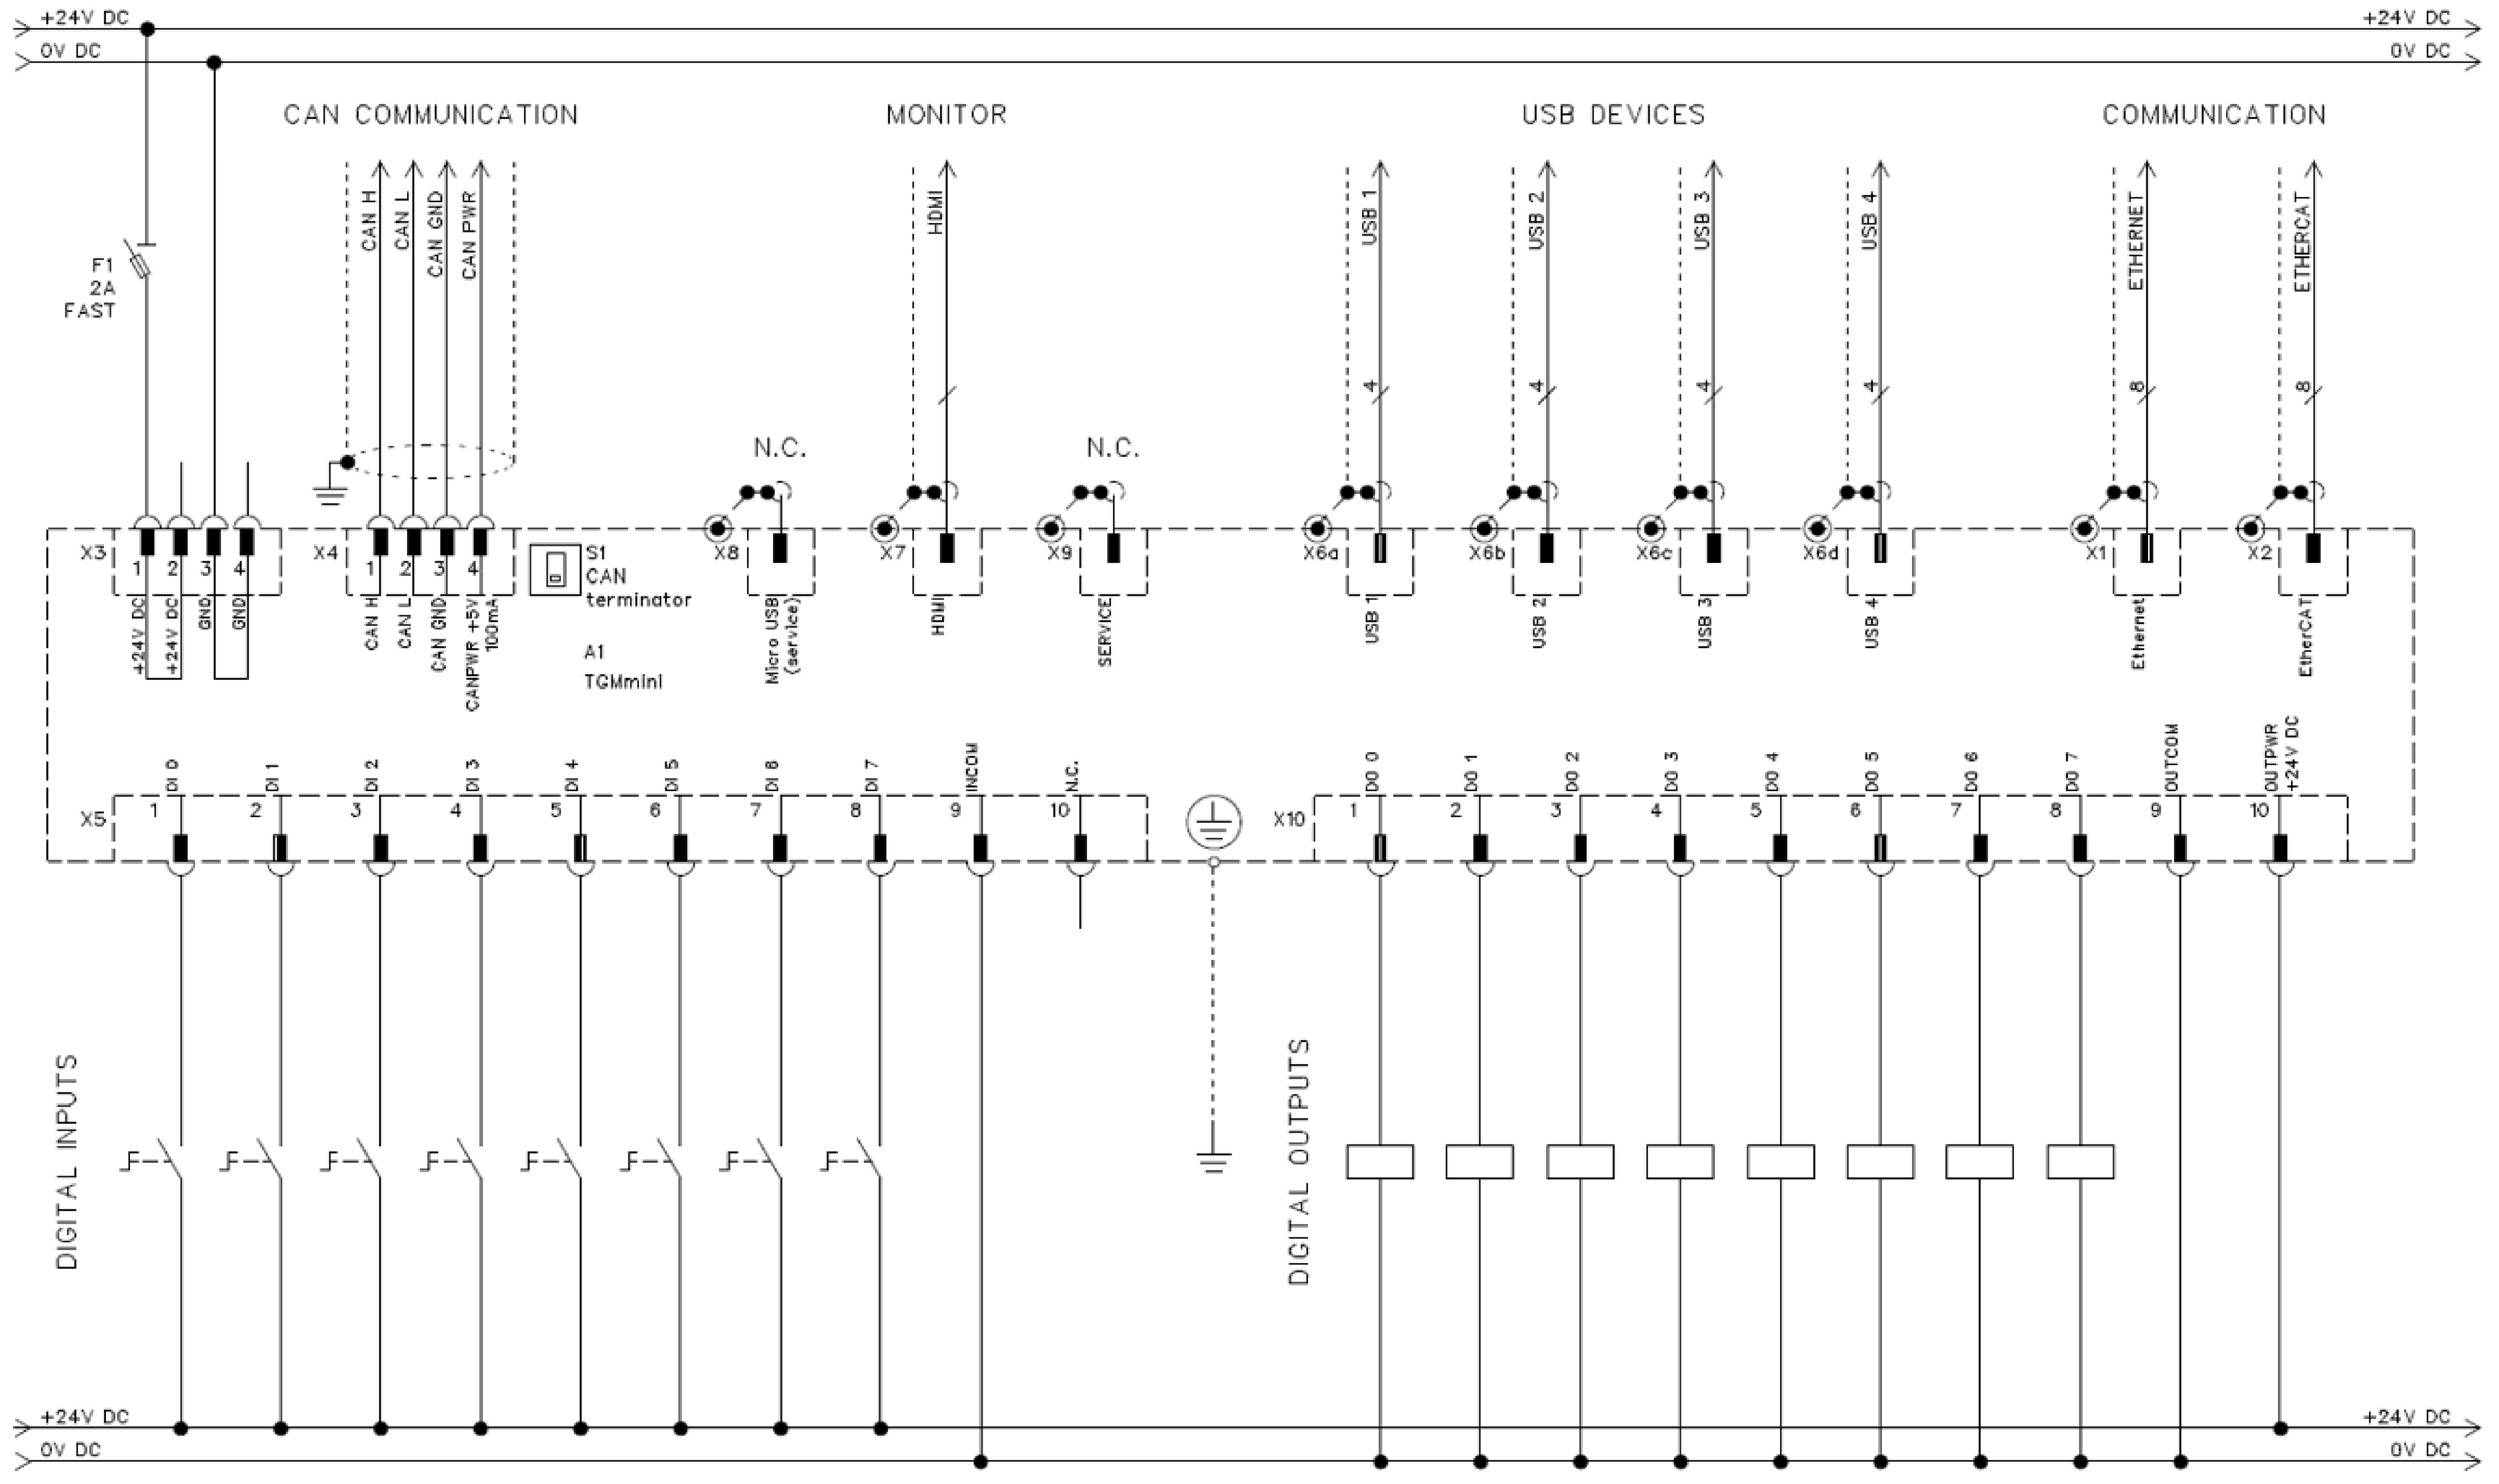 +24V DC
+24V DC
0V DC
0V DC
CAN COMMUNICATION
MONITOR
USB DEVICES
COMMUNICATION
CAN H
CAN L
CAN GND
CAN PWR
HDMI
USB 1
USB 2
USB 3
USB 4
ETHERNET
ETHERCAT
F1
2A
FAST
4
4
4
4
8
8
N.C.
N.C.
X3
1
2
3
4
X4
1
2
3
4
S1
CAN
terminator
X8
X7
X9
X6a
X6b
X6c
X6d
X1
X2
+24V DC
+24V DC
GND
GND
CAN H
CAN L
CAN GND
CANPWR +5V
100mA
A1
TGMmini
Micro USB
(service)
HDMI
SERVICE
USB 1
USB 2
USB 3
USB 4
Ethernet
EtherCAT
DI 0
DI 1
DI 2
DI 3
DI 4
DI 5
DI 6
DI 7
INCOM
N.C.
DO 0
DO 1
DO 2
DO 3
DO 4
DO 5
DO 6
DO 7
OUTCOM
OUTPWR
+24V DC
X5
1
2
3
4
5
6
7
8
9
10
X10
1
2
3
4
5
6
7
8
9
10
DIGITAL INPUTS
DIGITAL OUTPUTS
+24V DC
+24V DC
0V DC
0V DC